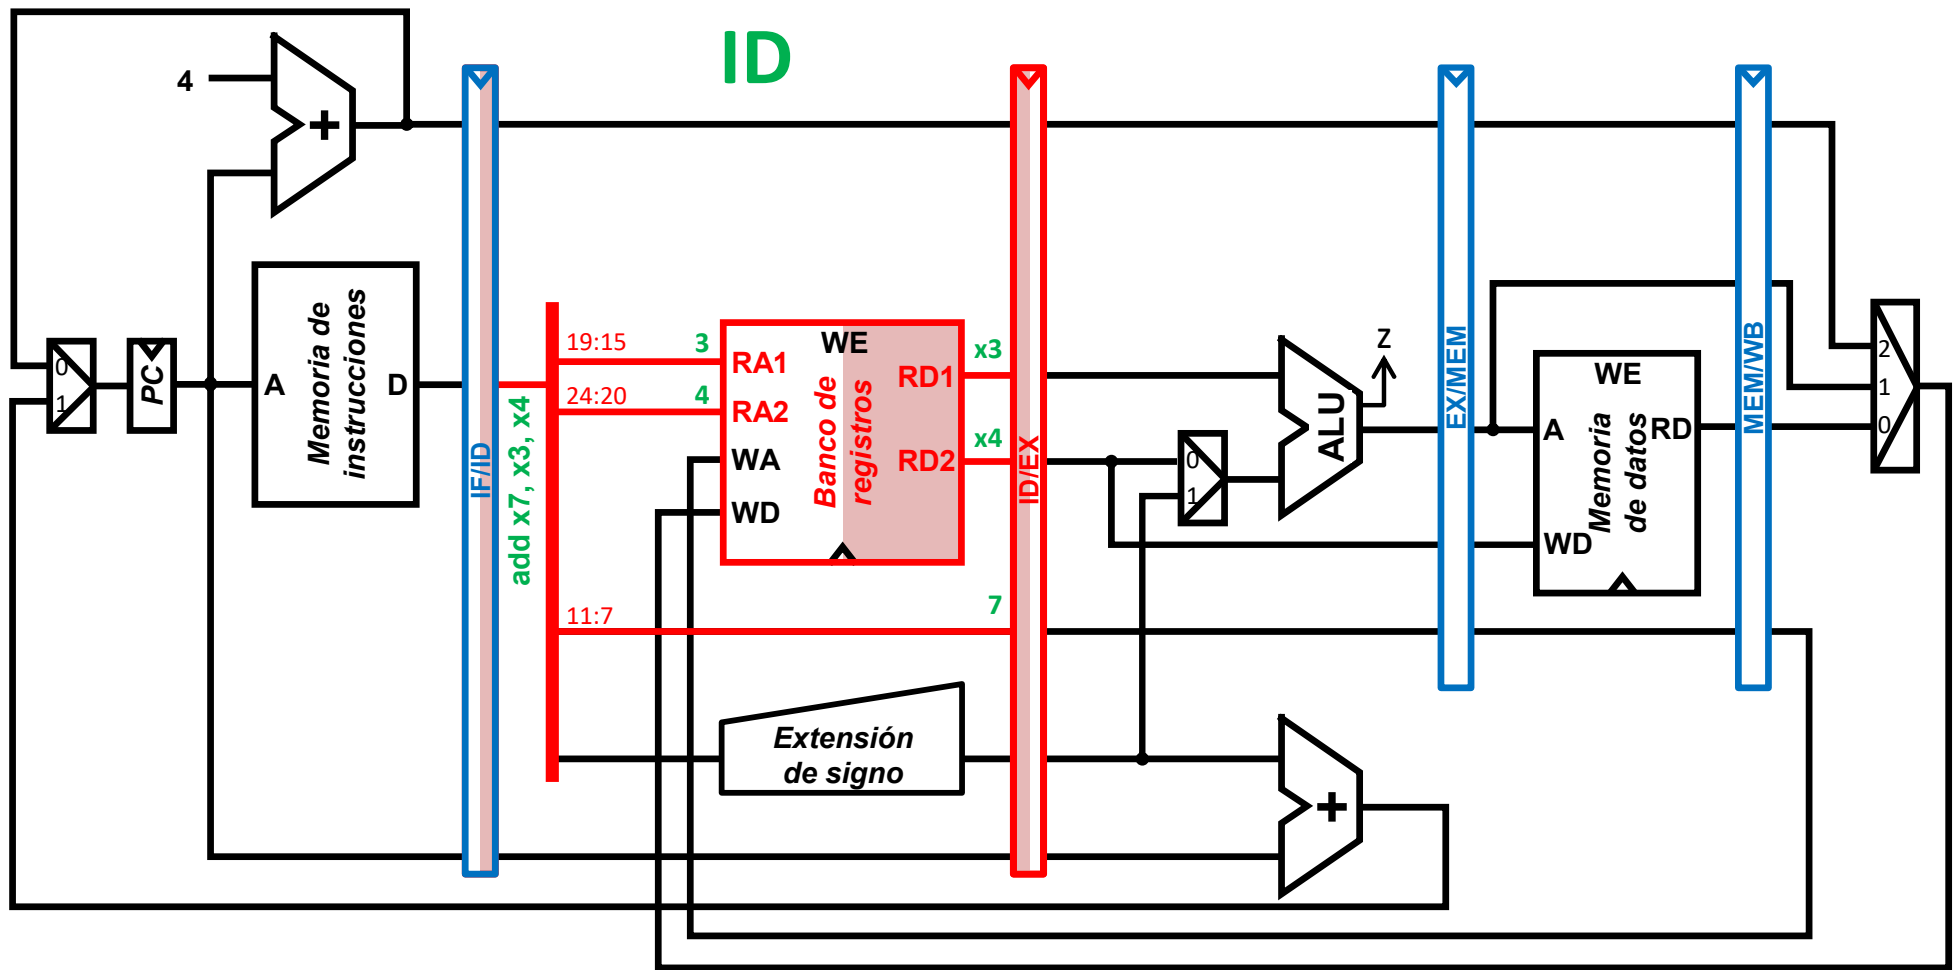 ID
4
+
IF/ID
ID/EX
EX/MEM
MEM/WB
Memoria de
instrucciones
A
D
0
1
PC
add x7, x3, x4
19:15
3
24:20
4
11:7
7
WE
RA1
RA2
WA
WD
RD1
RD2
Banco de
registros
x3
x4
0
1
ALU
Z
WE
A
RD
WD
Memoria
de datos
2
1
0
Extensión
de signo
+